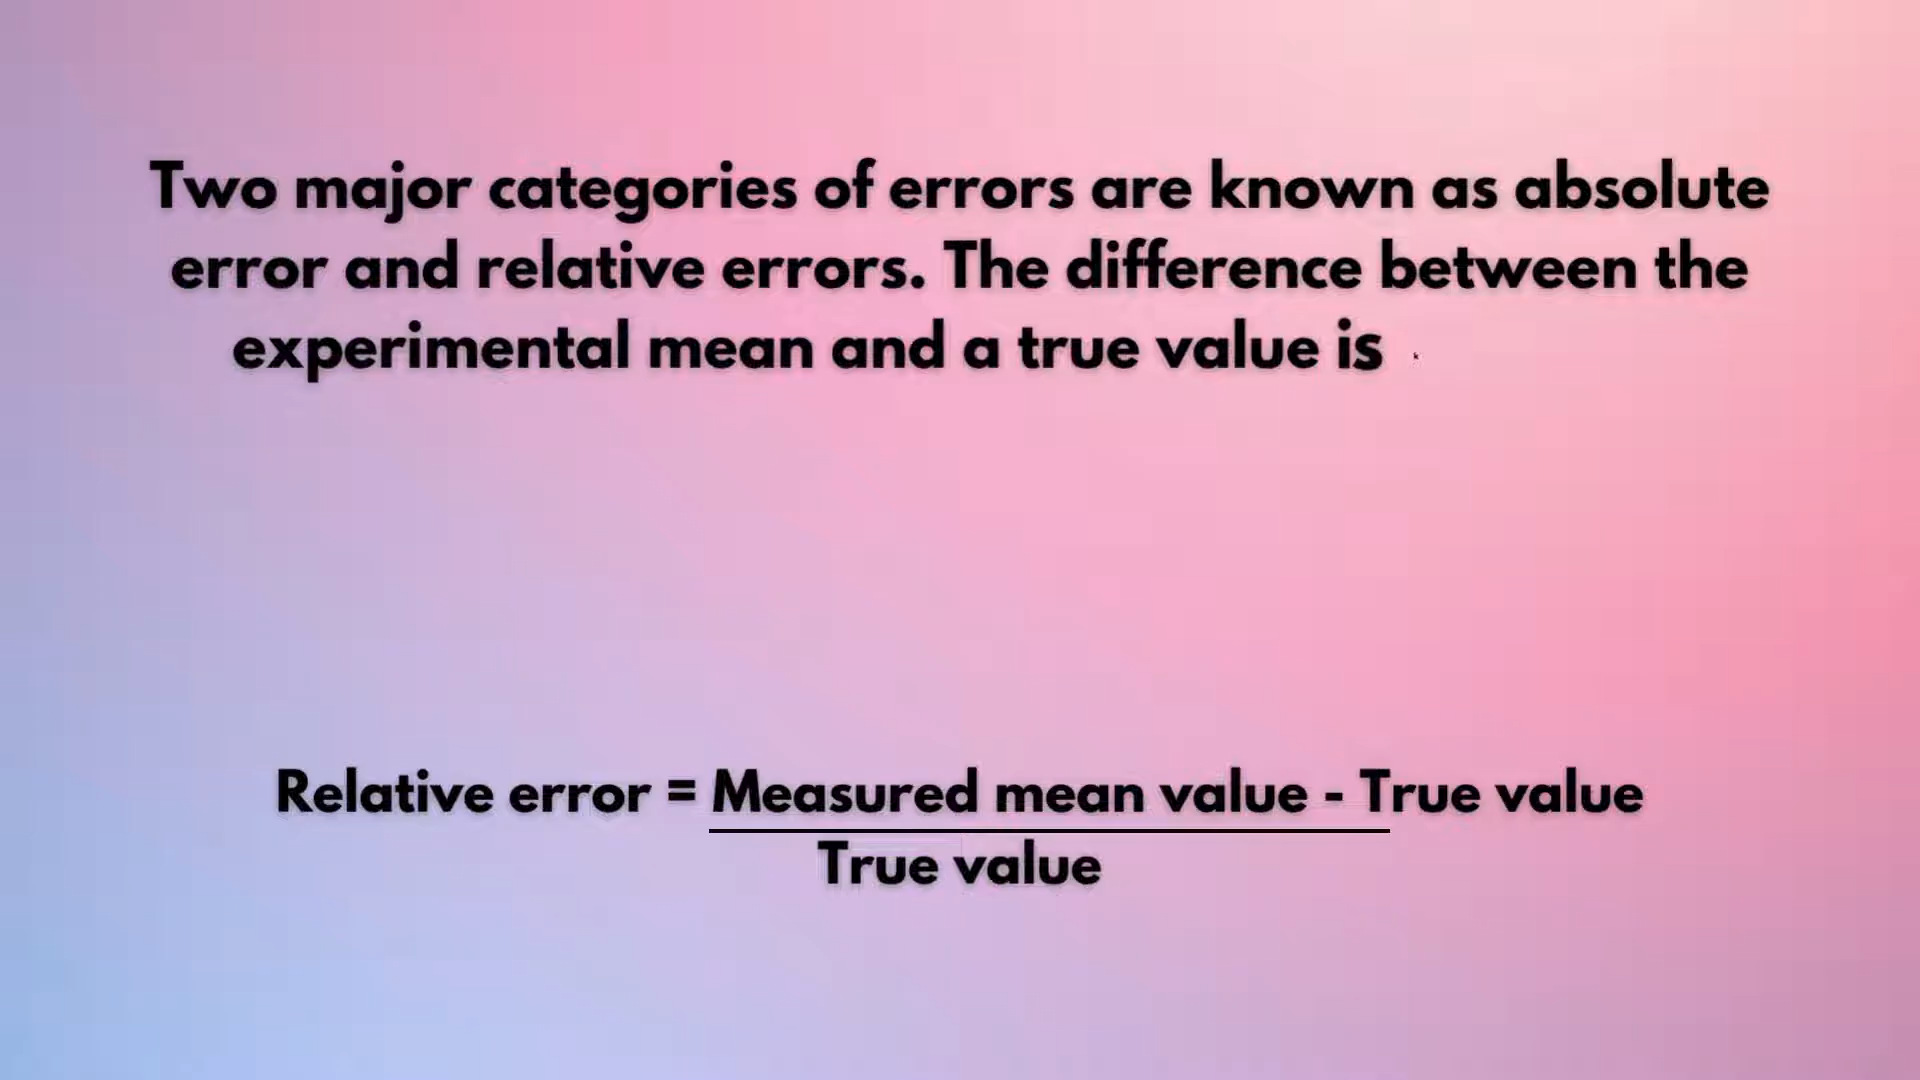 Two major categories of errors are known as absolute
error and relative errors. The difference between the
experimental mean and a true value is
Relative error = Measured mean value - True value
True value